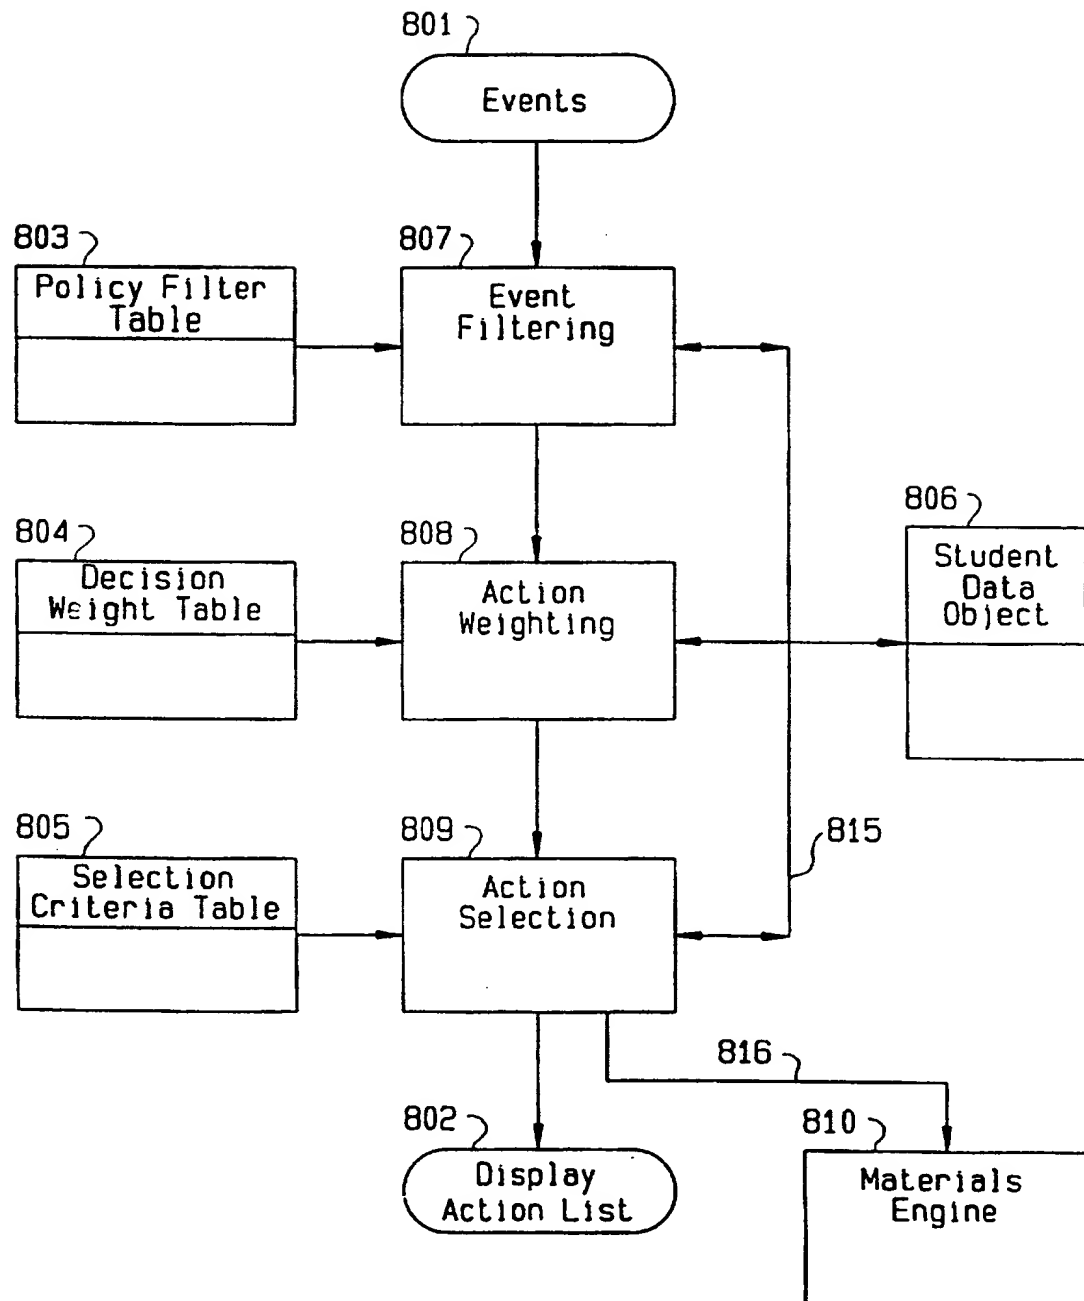 801
Events
803
Policy Filter
Table
807
Event
Filtering
804
Decision
Weight Table
808
Action
Weighting
806
Student
Data
Object
805
Selection
Criteria Table
809
Action
Selection
815
816
802
Display
Action List
810
Materials
Engine